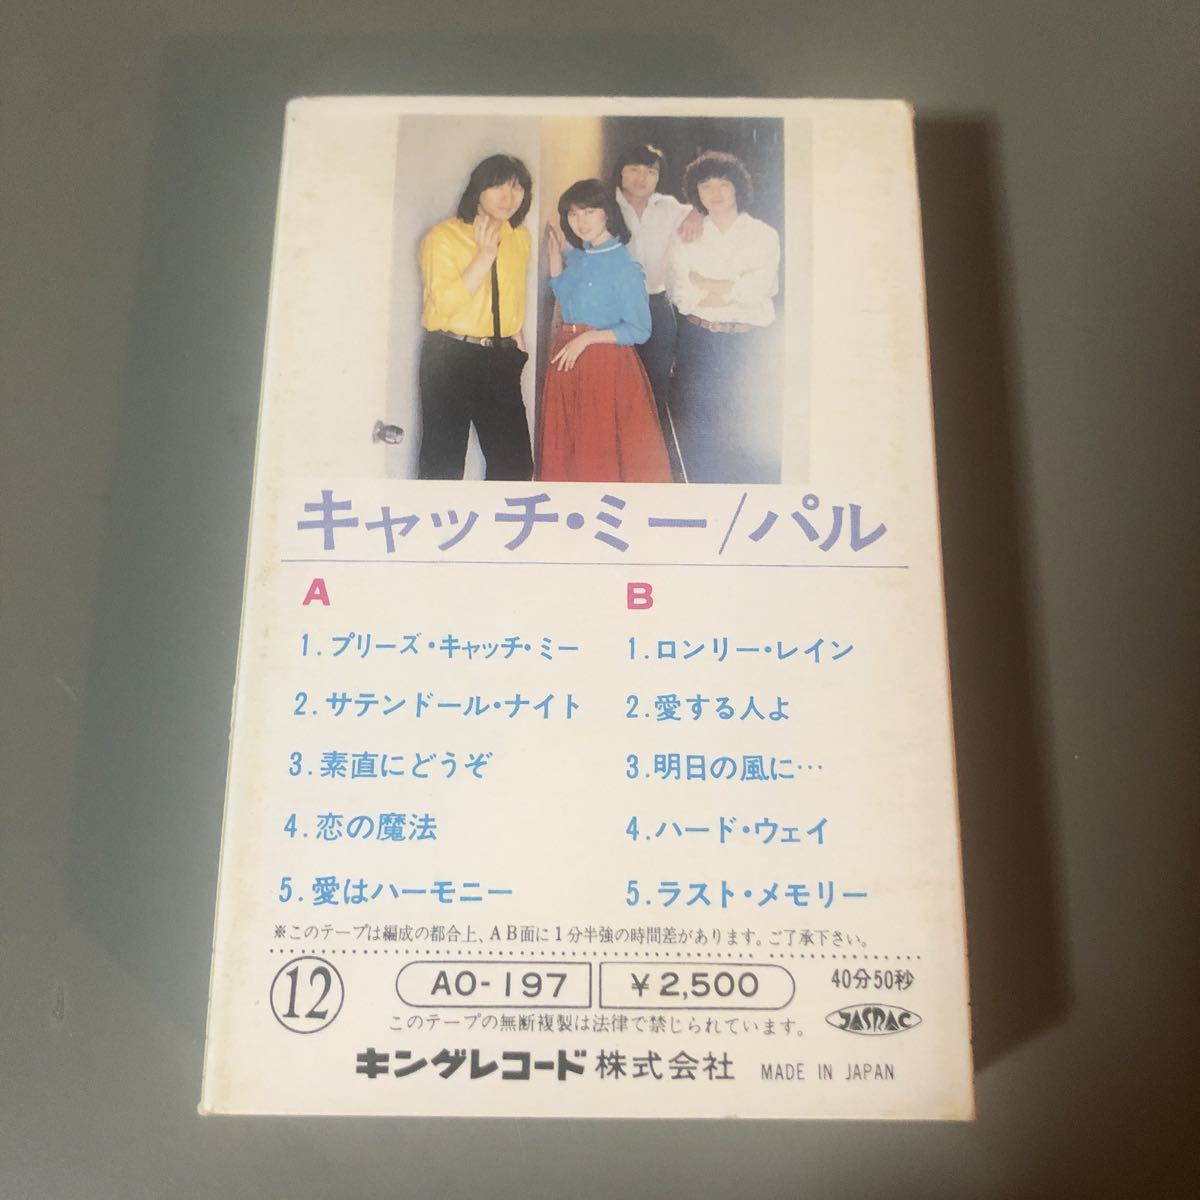 キャッチ・ミー/パル
A
1.プリーズ・キャッチ・ミー
2.サテンドール・ナイト
3.素直にどうぞ
4.恋の魔法
5.愛はハーモニー
B
1.ロンリー・レイン
2.愛する人よ
3.明日の風に…
4.ハード・ウェイ
5.ラスト・メモリー
※このテープは編成の都合上、AB面に1分半強の時間差があります。ご了承下さい。
12 AO-197 ¥2,500 40分50秒
このテープの無断複製は法律で禁じられています。 JASRAC
キングレコード株式会社 MADE IN JAPAN